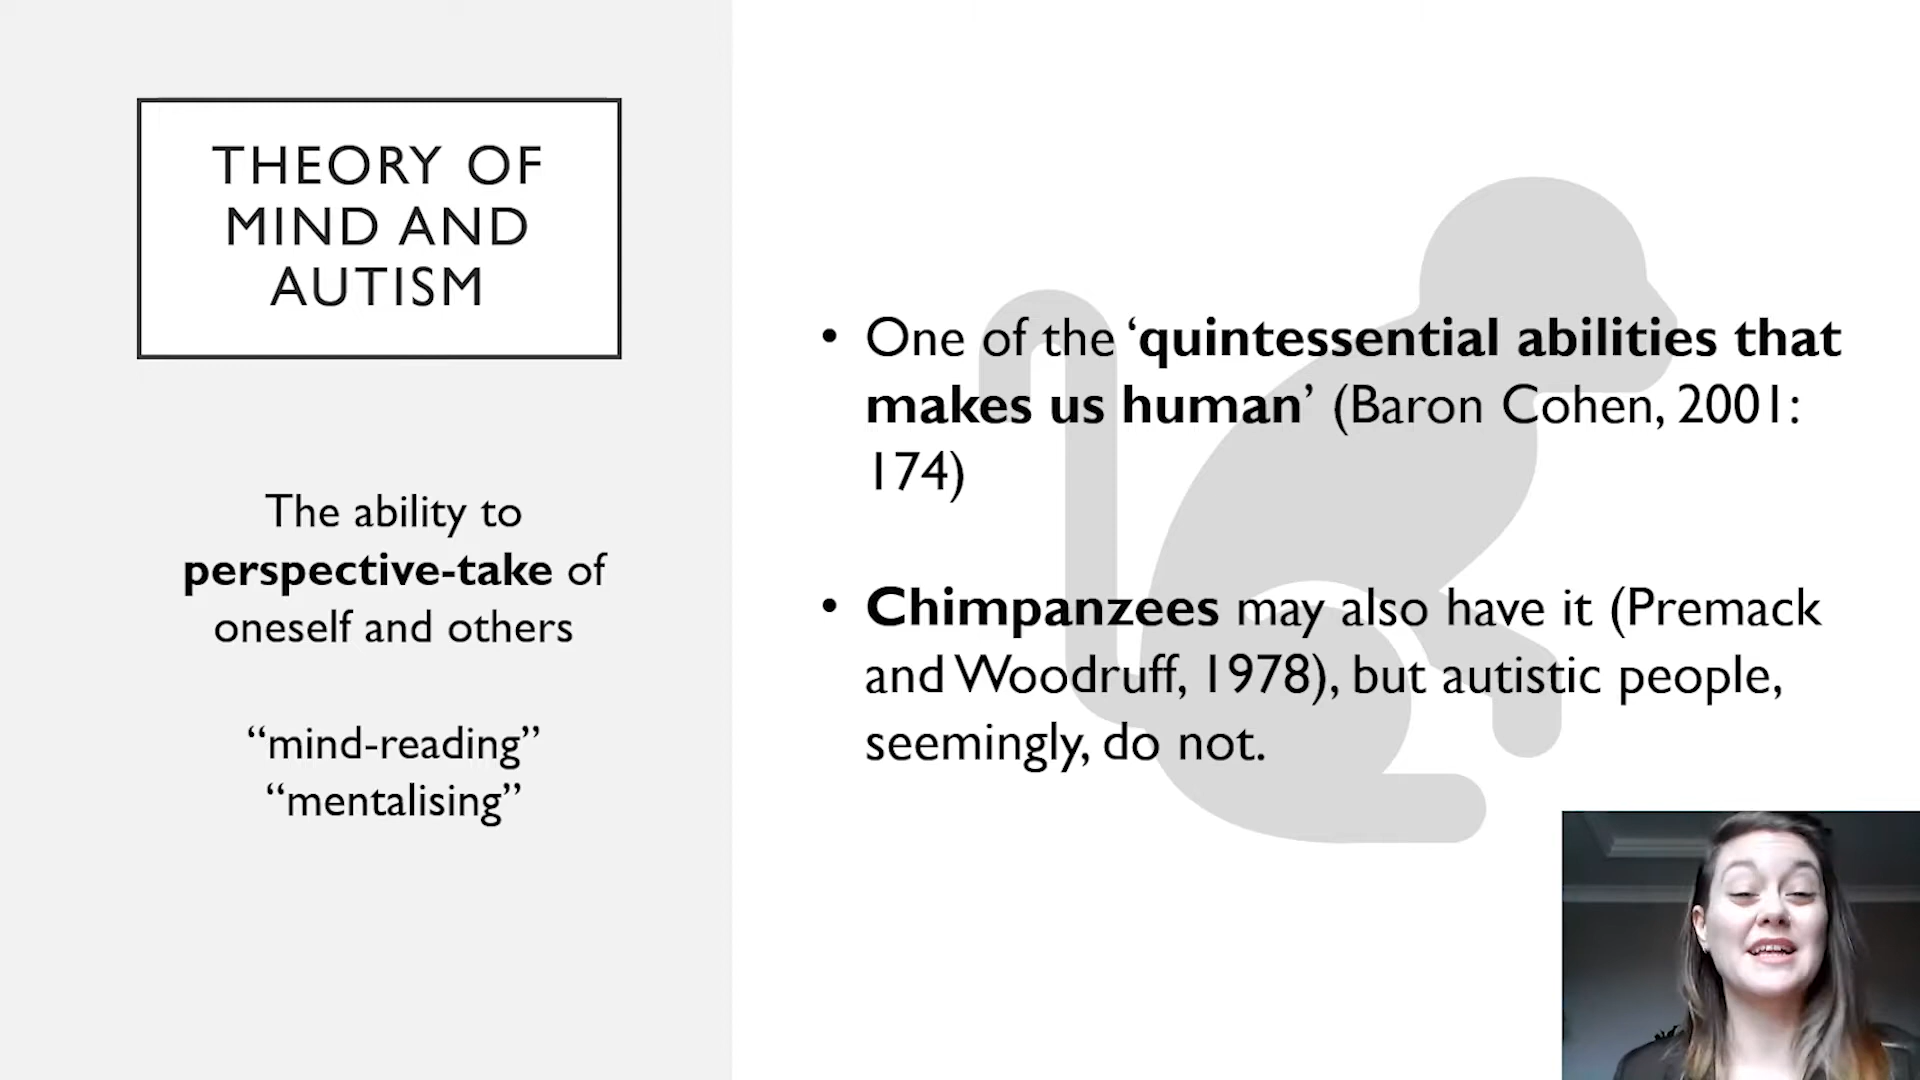 THEORY OF
MIND AND
AUTISM
The ability to
perspective-take of
oneself and others
“mind-reading”
“mentalising”
• One of the ‘quintessential abilities that
makes us human’ (Baron Cohen, 2001:
174)
• Chimpanzees may also have it (Premack
and Woodruff, 1978), but autistic people,
seemingly, do not.